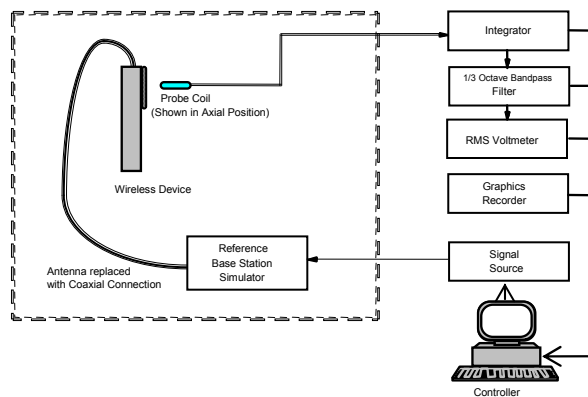 Integrator
1/3 Octave Bandpass
Filter
RMS Voltmeter
Graphics
Recorder
Probe Coil
(Shown in Axial Position)
Wireless Device
Reference
Base Station
Simulator
Antenna replaced
with Coaxial Connection
Signal
Source
Controller